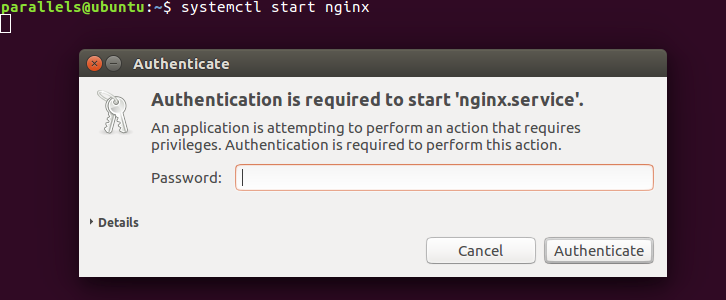 parallels@ubuntu:~$ systemctl start nginx
Authenticate
Authentication is required to start 'nginx.service'.
An application is attempting to perform an action that requires
privileges. Authentication is required to perform this action.
Password:
Details
Cancel Authenticate